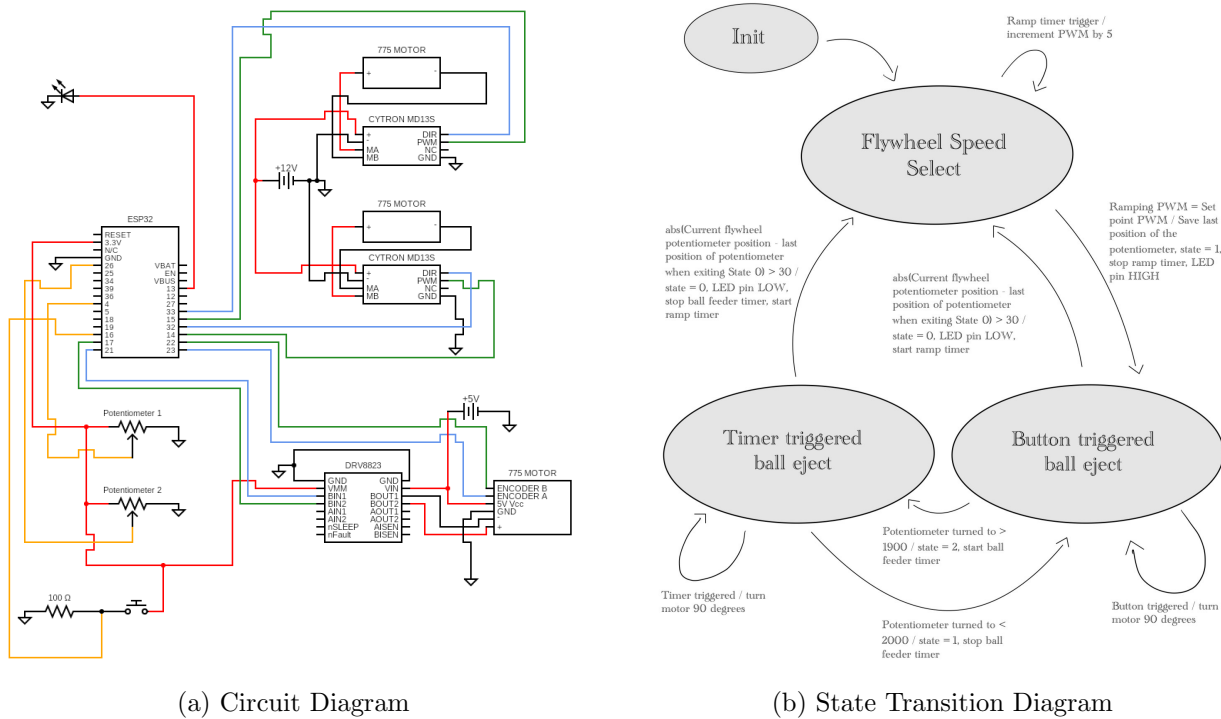 775 MOTOR
+
-
CYTRON MD13S
+
-
MA
MB
DIR
PWM
NC
GND
+12V
775 MOTOR
+
-
CYTRON MD13S
+
-
MA
MB
DIR
PWM
NC
GND
ESP32
RESET
3.3V
N/C
GND
26
25
34
39
36
4
5
18
19
16
17
21
VBAT
EN
VBUS
13
12
27
33
15
32
14
22
23
Potentiometer 1
Potentiometer 2
100 Ω
+5V
DRV8823
GND
VMM
BIN1
BIN2
AIN1
AIN2
nSLEEP
nFault
GND
VIN
BOUT1
BOUT2
AOUT1
AOUT2
AISEN
BISEN
775 MOTOR
ENCODER B
ENCODER A
5V Vcc
GND
-
+
(a) Circuit Diagram
Init
Ramp timer trigger /
increment PWM by 5
Flywheel Speed
Select
abs(Current flywheel
potentiometer position - last
position of potentiometer
when exiting State 0) > 30 /
state = 0, LED pin LOW,
stop ball feeder timer, start
ramp timer
abs(Current flywheel
potentiometer position - last
position of potentiometer
when exiting State 0) > 30 /
state = 0, LED pin LOW,
start ramp timer
Ramping PWM = Set
point PWM / Save last
position of the
potentiometer, state = 1,
stop ramp timer, LED
pin HIGH
Timer triggered
ball eject
Button triggered
ball eject
Potentiometer turned to >
1900 / state = 2, start ball
feeder timer
Timer triggered / turn
motor 90 degrees
Potentiometer turned to <
2000 / state = 1, stop ball
feeder timer
Button triggered / turn
motor 90 degrees
(b) State Transition Diagram